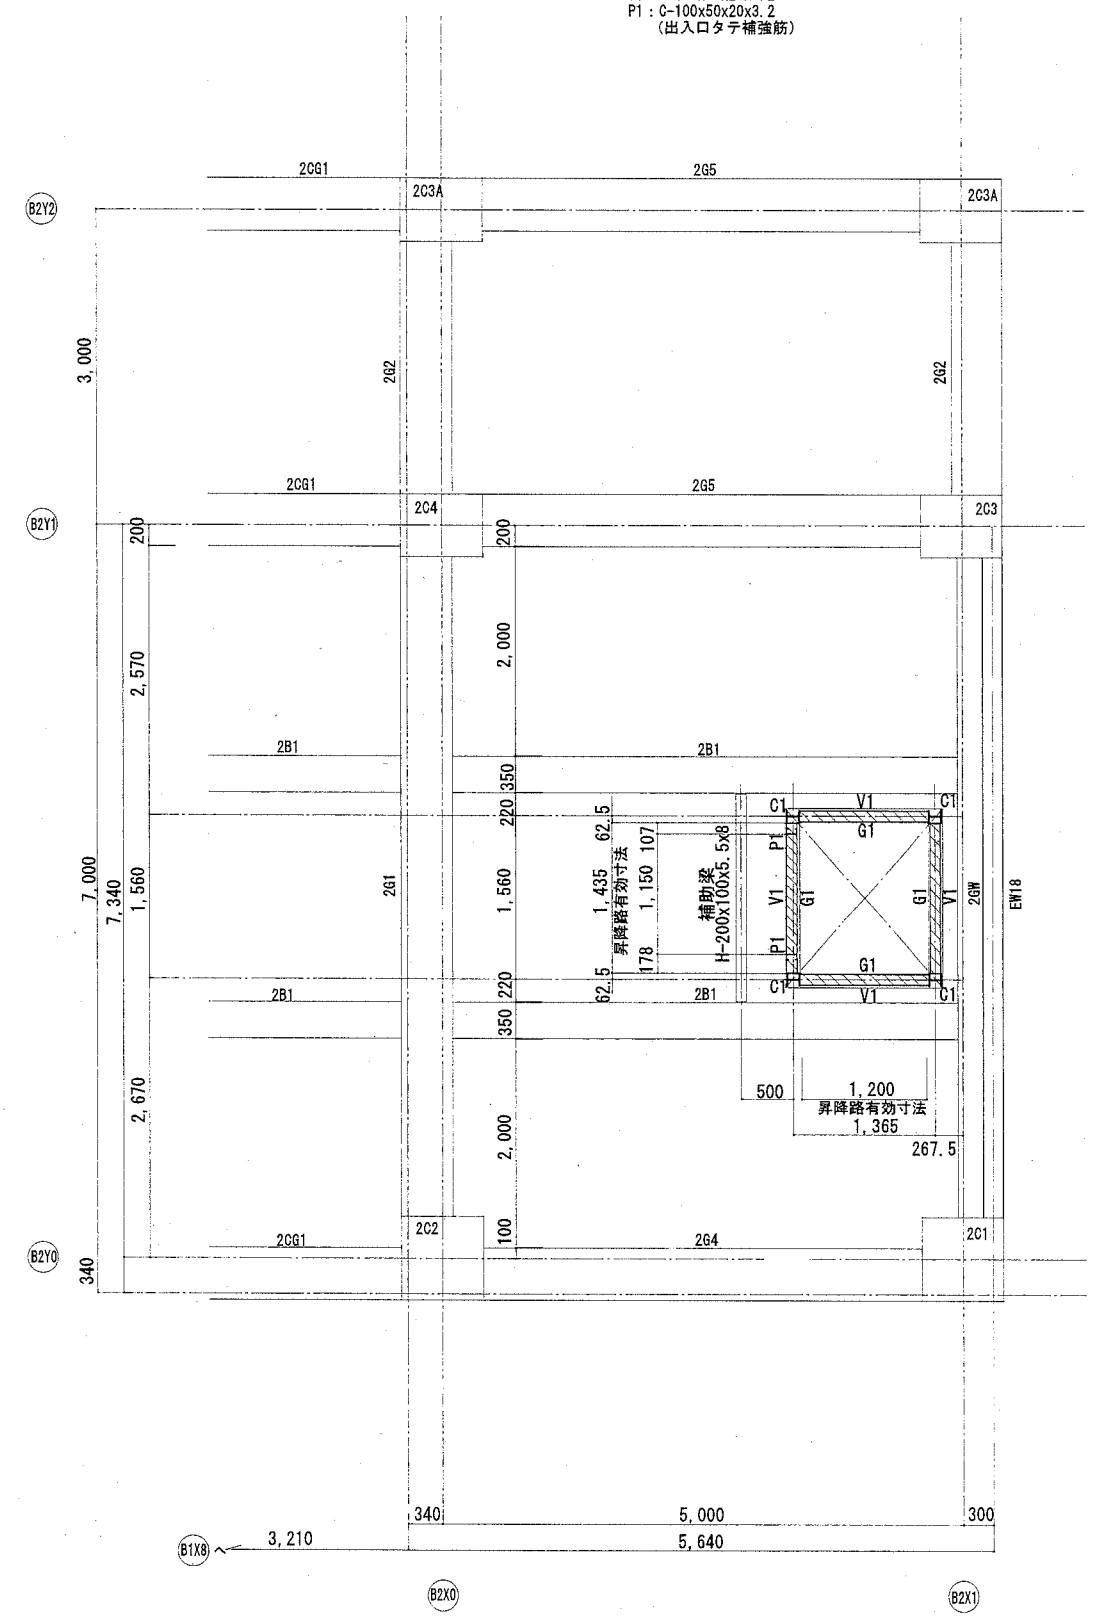 P1：C-100x50x20x3.2
（出入口タテ補強筋）
2CG1
2G5
2C3A
2C3A
B2Y2
3,000
2G2
2G2
2CG1
2G5
2C4
2C3
B2Y1
200
200
2,000
2,570
2B1
2B1
350
220
62.5
107
7,000
7,340
1,560
2G1
1,560
1,435
昇降路有効寸法
1,150
補助梁
H-200x100x5.5x8
C1
V1
C1
G1
P1
V1
G1
G1
V1
2GW
EW18
P1
G1
C1
V1
C1
178
62.5
220
2B1
2B1
350
500
1,200
昇降路有効寸法
1,365
267.5
2,670
2,000
100
2C2
2C1
2CG1
2G4
B2Y0
340
340
5,000
300
B1X8
3,210
5,640
B2X0
B2X1